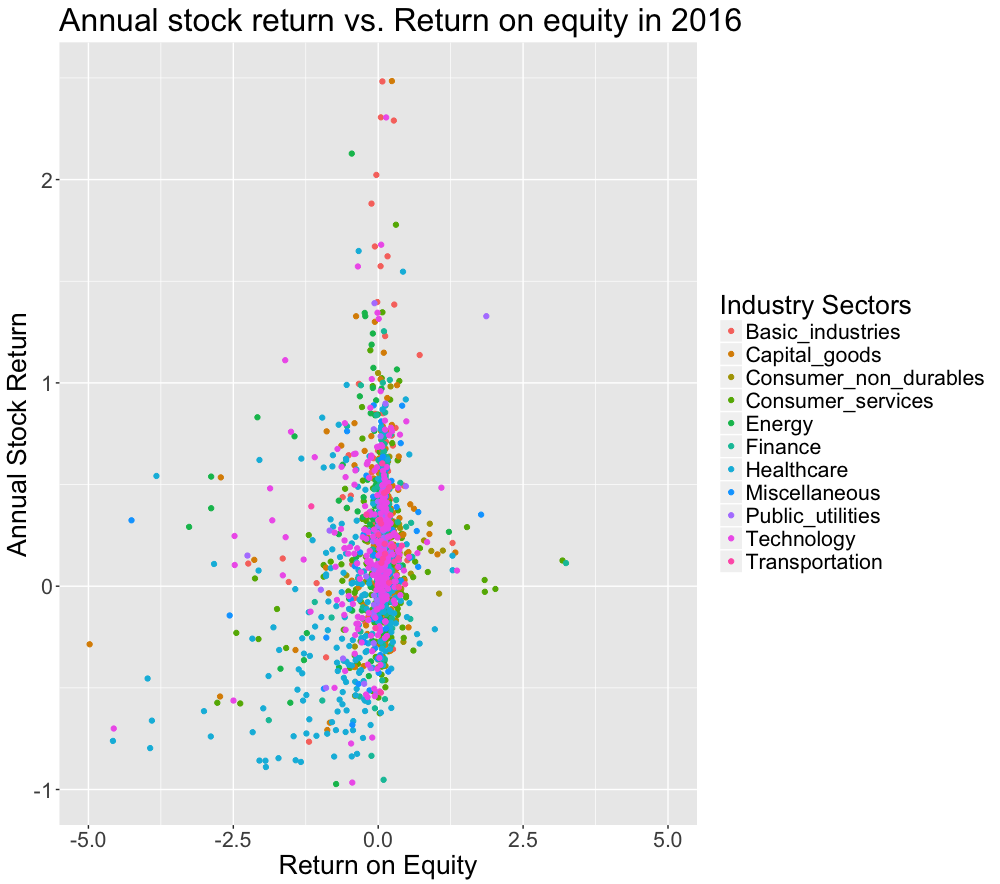 Annual stock return vs. Return on equity in 2016
Annual Stock Return
2
1
0
-1
-5.0 -2.5 0.0 2.5 5.0
Return on Equity
Industry Sectors
Basic_industries
Capital_goods
Consumer_non_durables
Consumer_services
Energy
Finance
Healthcare
Miscellaneous
Public_utilities
Technology
Transportation